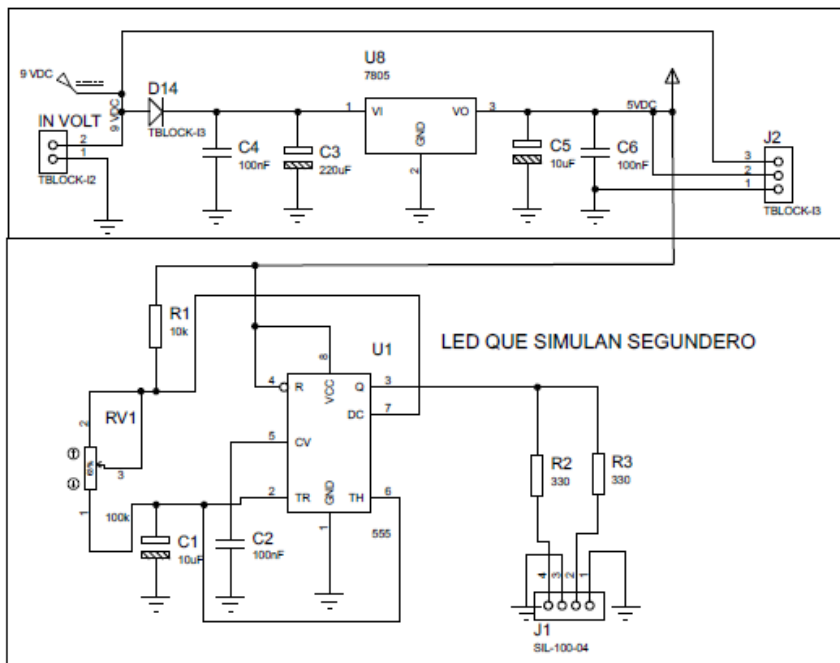 U8
7805
9 VDC
D14
9 VDC
IN VOLT
TBLOCK-I3
2
1
TBLOCK-I2
1
VI
VO
3
GND
2
C4
100nF
C3
220uF
C5
10uF
C6
100nF
5VDC
J2
3
2
1
TBLOCK-I3
R1
10k
U1
LED QUE SIMULAN SEGUNDERO
8
4
R
VCC
Q
3
DC
7
RV1
2
3
5
CV
1
100k
2
TR
GND
TH
6
1
555
C1
10uF
C2
100nF
R2
330
R3
330
4
3
2
1
J1
SIL-100-04